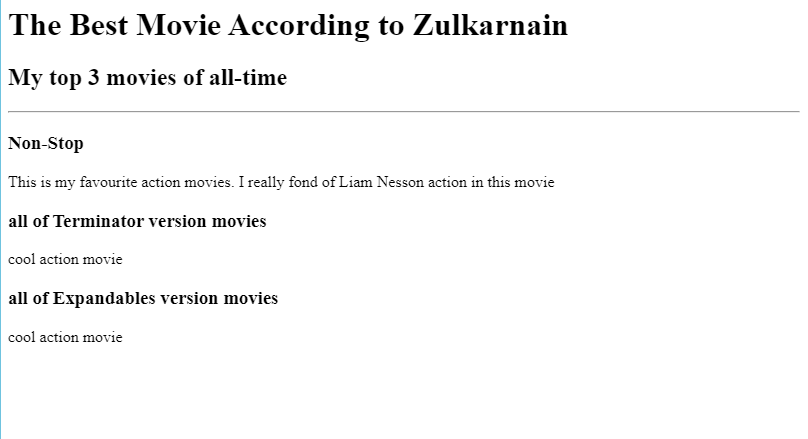 The Best Movie According to Zulkarnain
My top 3 movies of all-time
Non-Stop
This is my favourite action movies. I really fond of Liam Nesson action in this movie
all of Terminator version movies
cool action movie
all of Expandables version movies
cool action movie